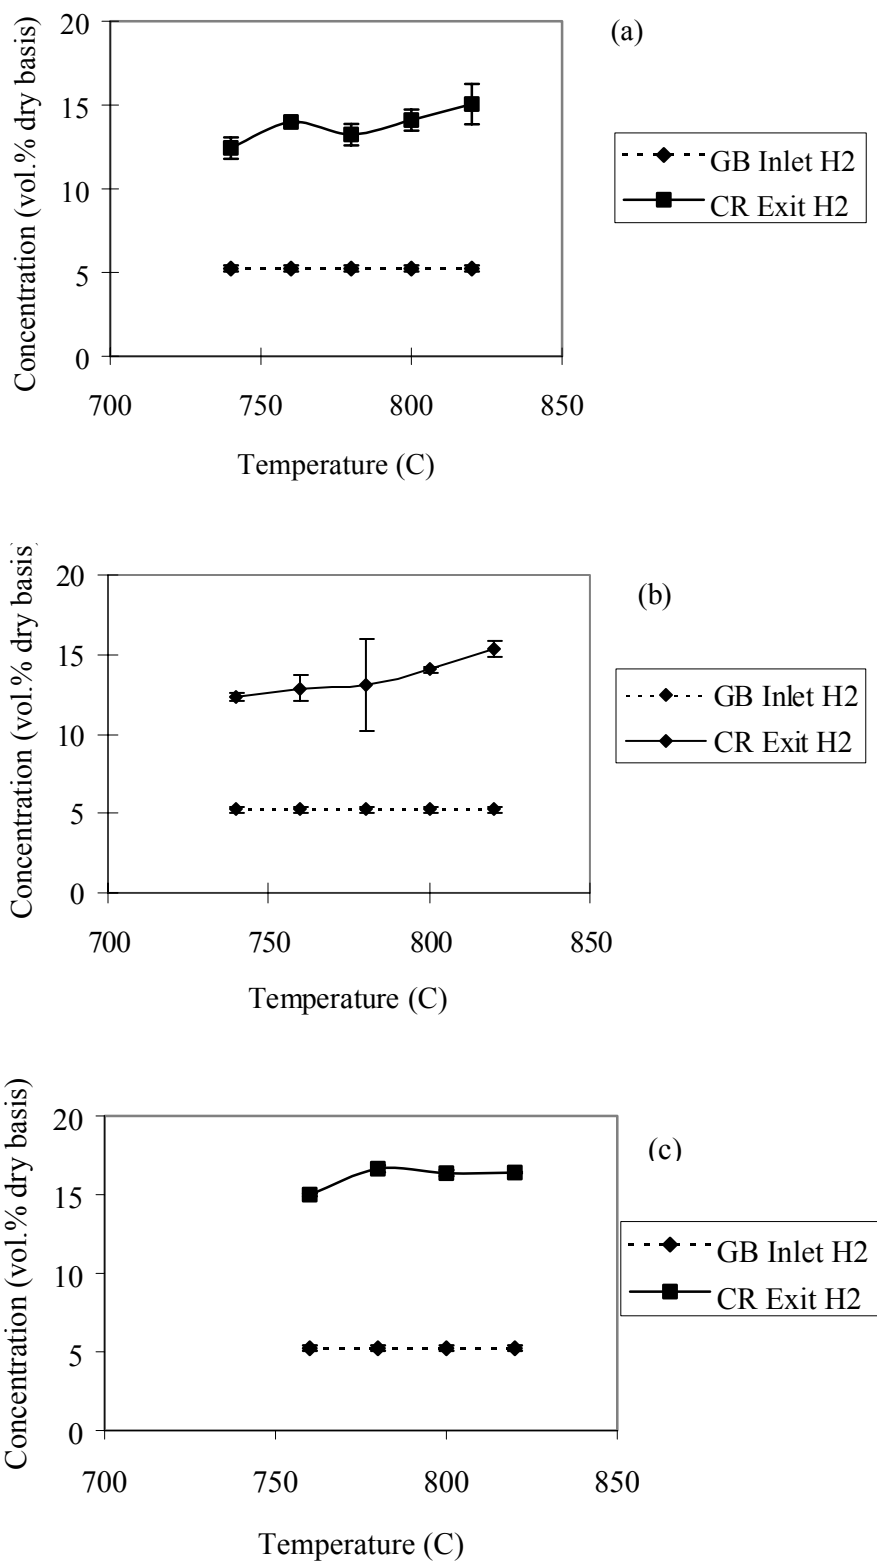 (a)
Concentration (vol.% dry basis)
20
15
10
5
0
700 750 800 850
Temperature (C)
GB Inlet H2
CR Exit H2
(b)
Concentration (vol.% dry basis)
20
15
10
5
0
700 750 800 850
Temperature (C)
GB Inlet H2
CR Exit H2
(c)
Concentration (vol.% dry basis)
20
15
10
5
0
700 750 800 850
Temperature (C)
GB Inlet H2
CR Exit H2